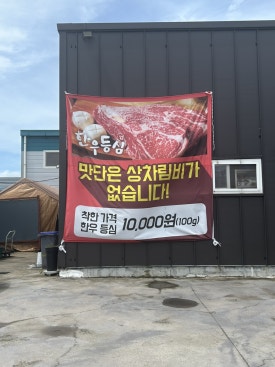 한우등심
맛단은 상차림비가
없습니다!
착한 가격
한우 등심 10,000원(100g)